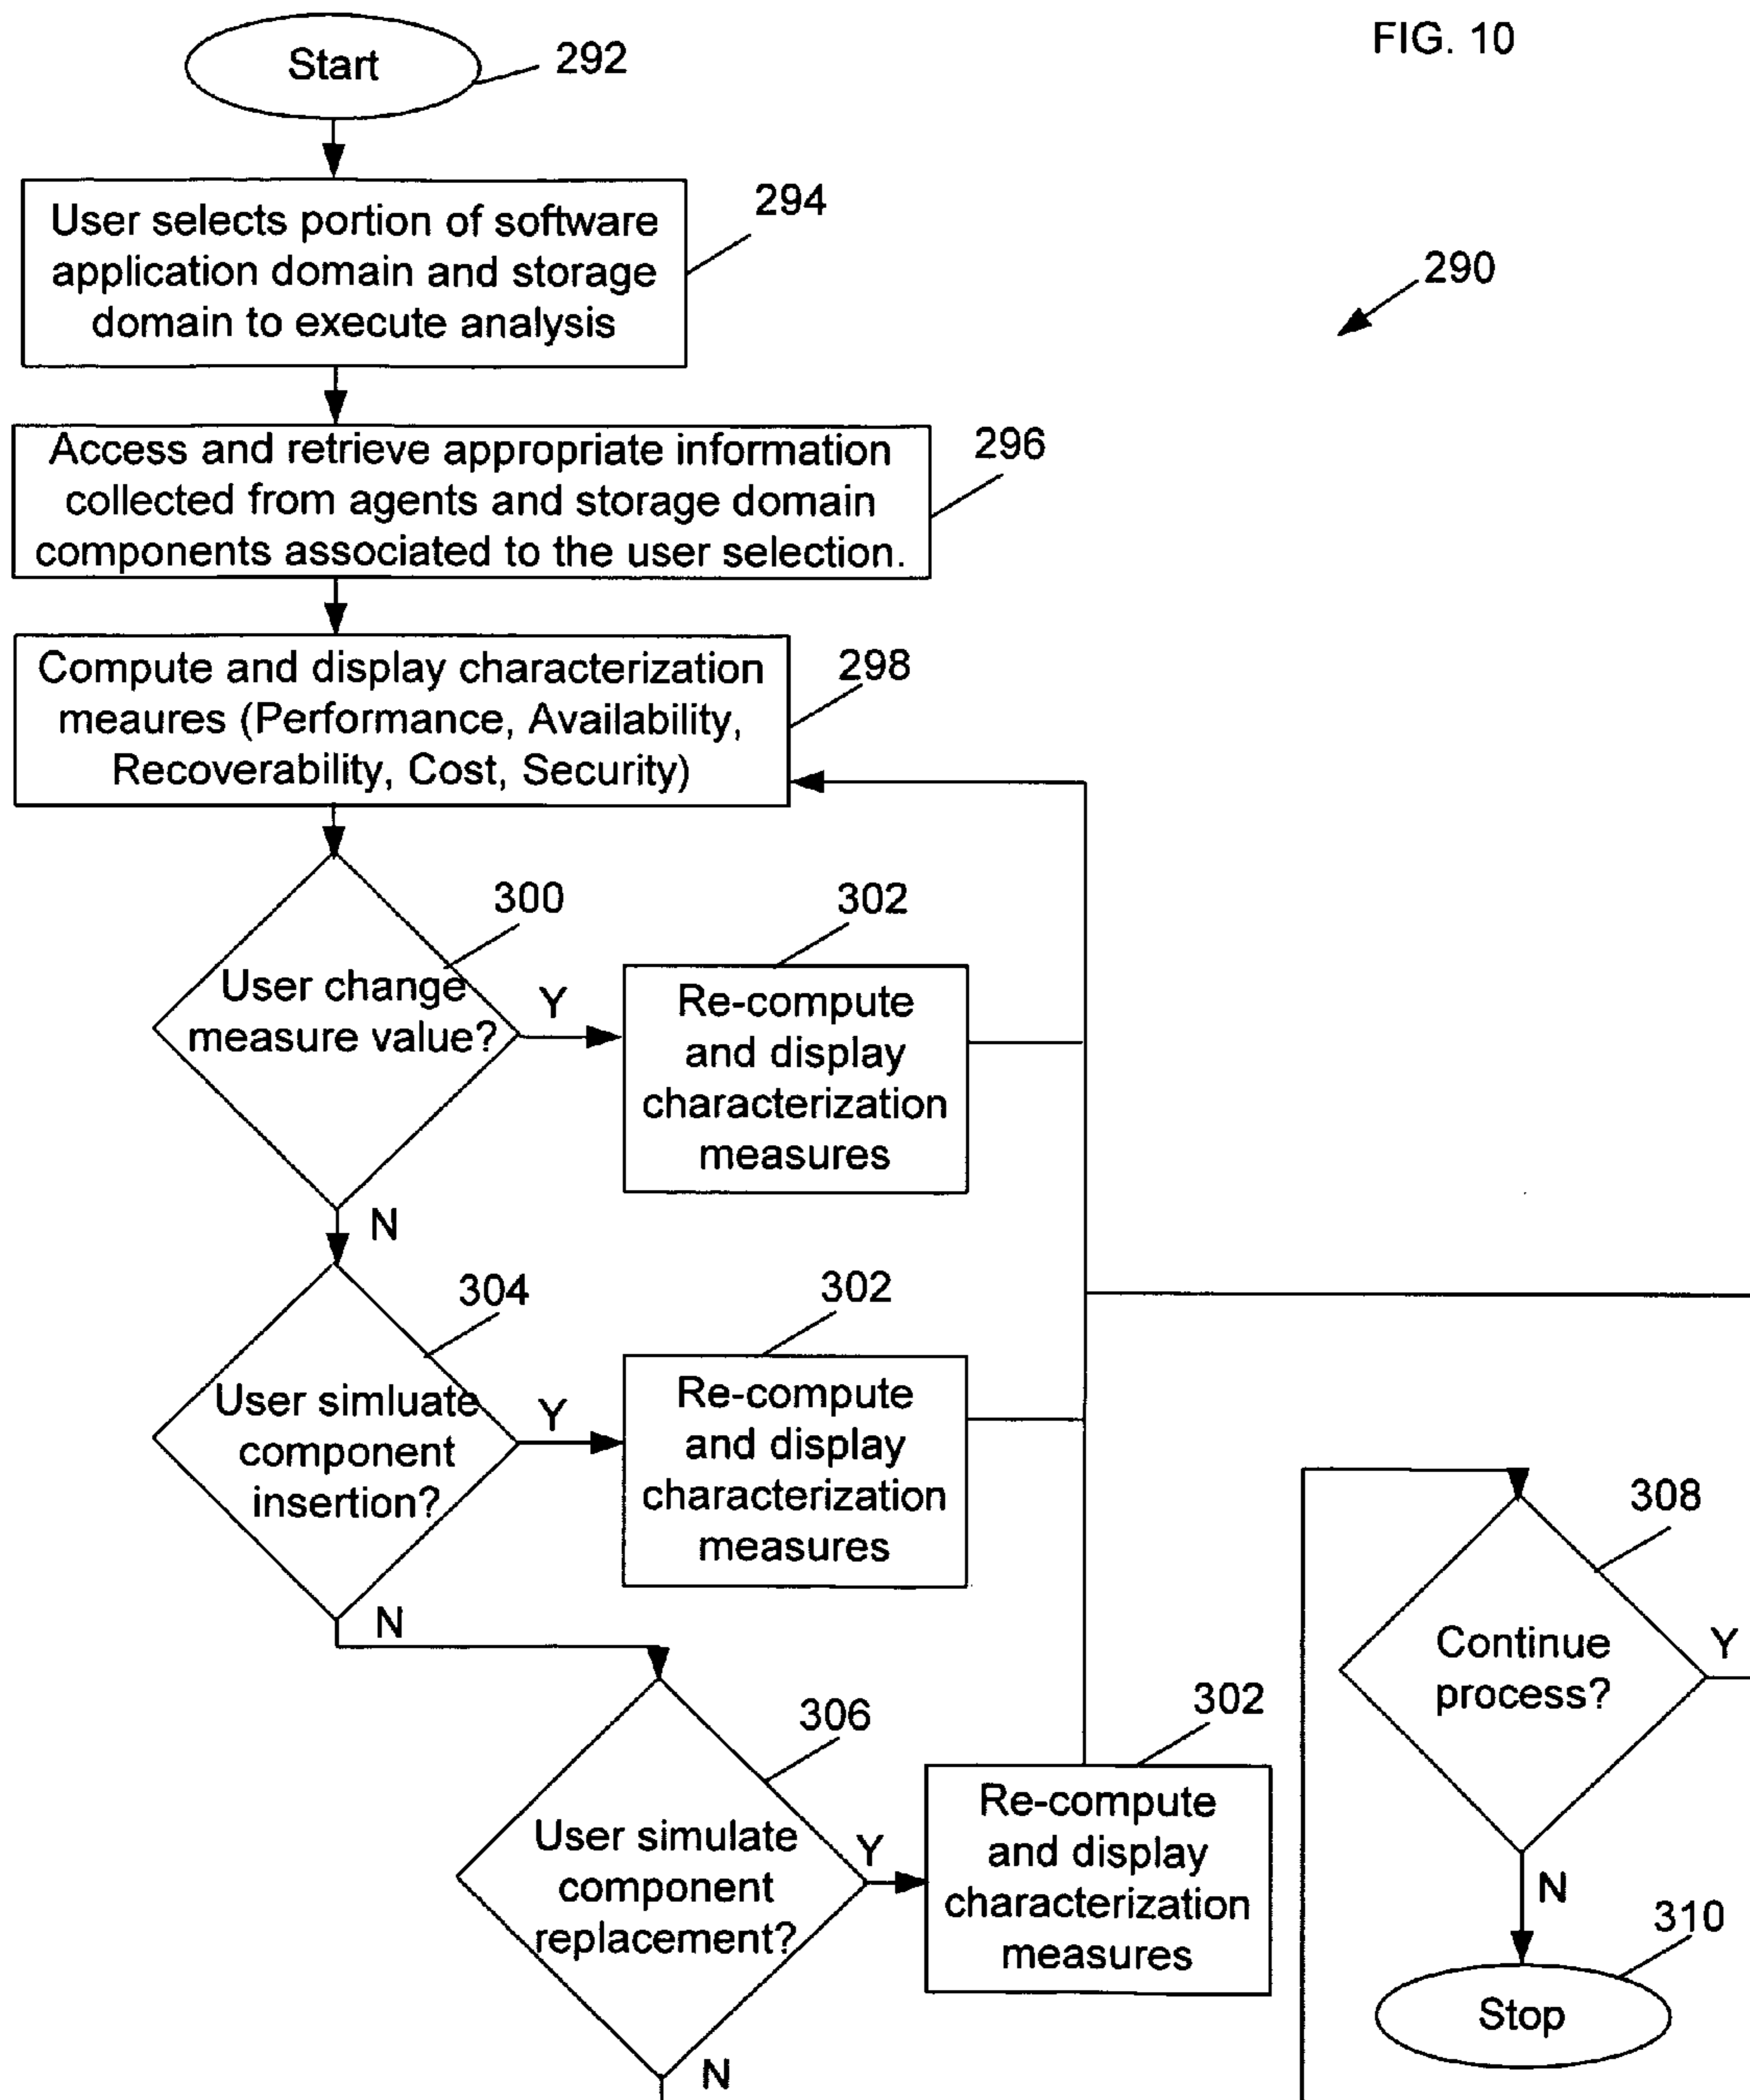 FIG. 10
Start
292
User selects portion of software
application domain and storage
domain to execute analysis
294
290
Access and retrieve appropriate information
collected from agents and storage domain
components associated to the user selection.
296
Compute and display characterization
meaures (Performance, Availability,
Recoverability, Cost, Security)
298
300
User change
measure value?
Y
302
Re-compute
and display
characterization
measures
N
304
User simluate
component
insertion?
Y
302
Re-compute
and display
characterization
measures
N
306
User simulate
component
replacement?
Y
302
Re-compute
and display
characterization
measures
N
308
Continue
process?
Y
N
310
Stop